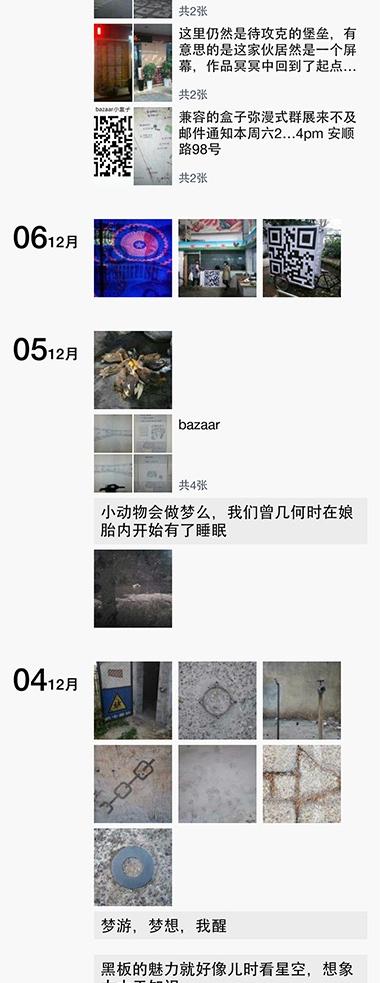 共2张
这里仍然是待攻克的堡垒，有
意思的是这家伙居然是一个屏
幕，作品冥冥中回到了起点…
共2张
bazaar小盒子
兼容的盒子弥漫式群展来不及
邮件通知本周六2...4pm 安顺
路98号
共2张
06 12月
05 12月
bazaar
共4张
小动物会做梦么，我们曾几何时在娘
胎内开始有了睡眠
04 12月
梦游，梦想，我醒
黑板的魅力就好像儿时看星空，想象